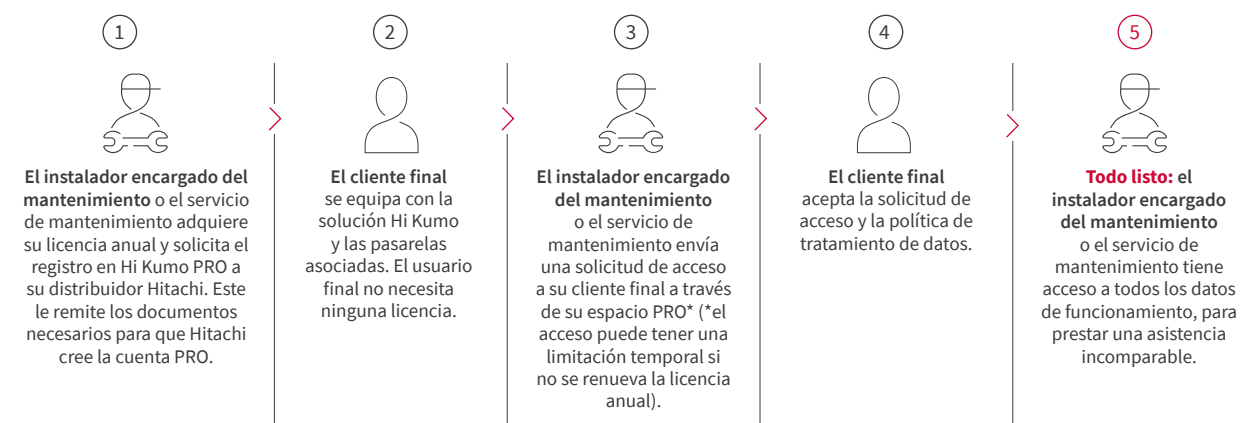 1
El instalador encargado del
mantenimiento o el servicio
de mantenimiento adquiere
su licencia anual y solicita el
registro en Hi Kumo PRO a
su distribuidor Hitachi. Este
le remite los documentos
necesarios para que Hitachi
cree la cuenta PRO.
2
El cliente final
se equipa con la
solución Hi Kumo
y las pasarelas
asociadas. El usuario
final no necesita
ninguna licencia.
3
El instalador encargado
del mantenimiento
o el servicio de
mantenimiento envía
una solicitud de acceso
a su cliente final a través
de su espacio PRO* (*el
acceso puede tener una
limitación temporal si
no se renueva la licencia
anual).
4
El cliente final
acepta la solicitud de
acceso y la política de
tratamiento de datos.
5
Todo listo: el
instalador encargado
del mantenimiento
o el servicio de
mantenimiento tiene
acceso a todos los datos
de funcionamiento, para
prestar una asistencia
incomparable.